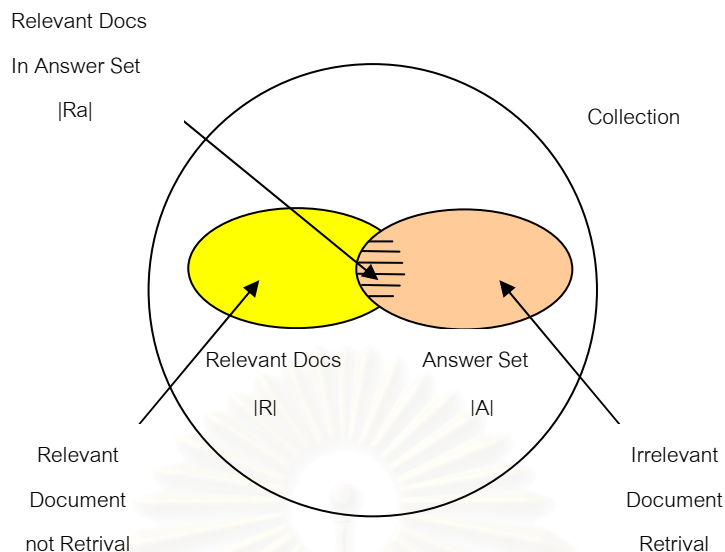 Relevant Docs
In Answer Set
|Ra|
Collection
Relevant Docs
|R|
Answer Set
|A|
Relevant
Document
not Retrival
Irrelevant
Document
Retrival